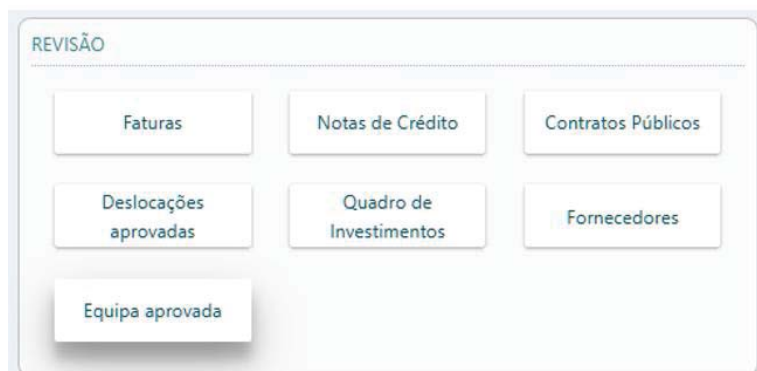 REVISÃO
Faturas
Notas de Crédito
Contratos Públicos
Deslocações
aprovadas
Quadro de
Investimentos
Fornecedores
Equipa aprovada